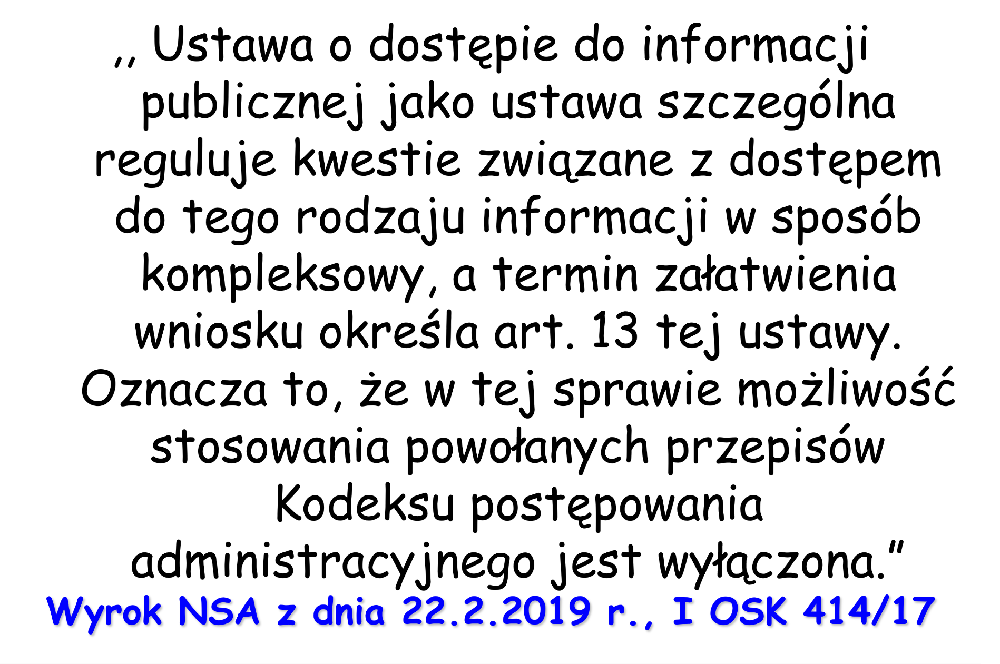 ,, Ustawa o dostępie do informacji
publicznej jako ustawa szczególna
reguluje kwestie związane z dostępem
do tego rodzaju informacji w sposób
kompleksowy, a termin załatwienia
wniosku określa art. 13 tej ustawy.
Oznacza to, że w tej sprawie możliwość
stosowania powołanych przepisów
Kodeksu postępowania
administracyjnego jest wyłączona.”
Wyrok NSA z dnia 22.2.2019 r., I OSK 414/17